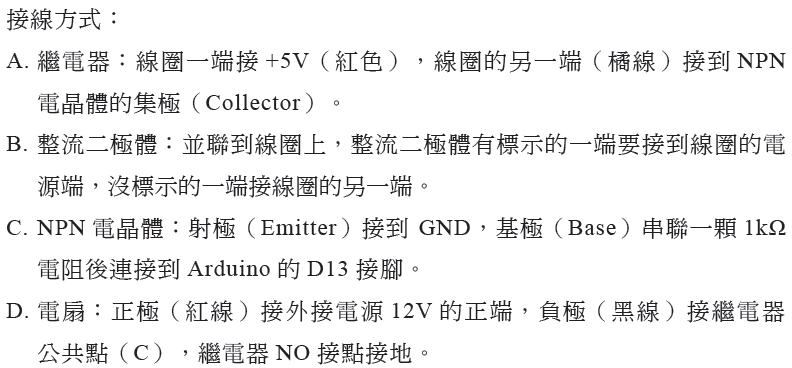 接線方式：
A. 繼電器：線圈一端接 +5V（紅色），線圈的另一端（橘線）接到 NPN
電晶體的集極（Collector）。
B. 整流二極體：並聯到線圈上，整流二極體有標示的一端要接到線圈的電
源端，沒標示的一端接線圈的另一端。
C. NPN 電晶體：射極（Emitter）接到 GND，基極（Base）串聯一顆 1kΩ
電阻後連接到 Arduino 的 D13 接腳。
D. 電扇：正極（紅線）接外接電源 12V 的正端，負極（黑線）接繼電器
公共點（C），繼電器 NO 接點接地。